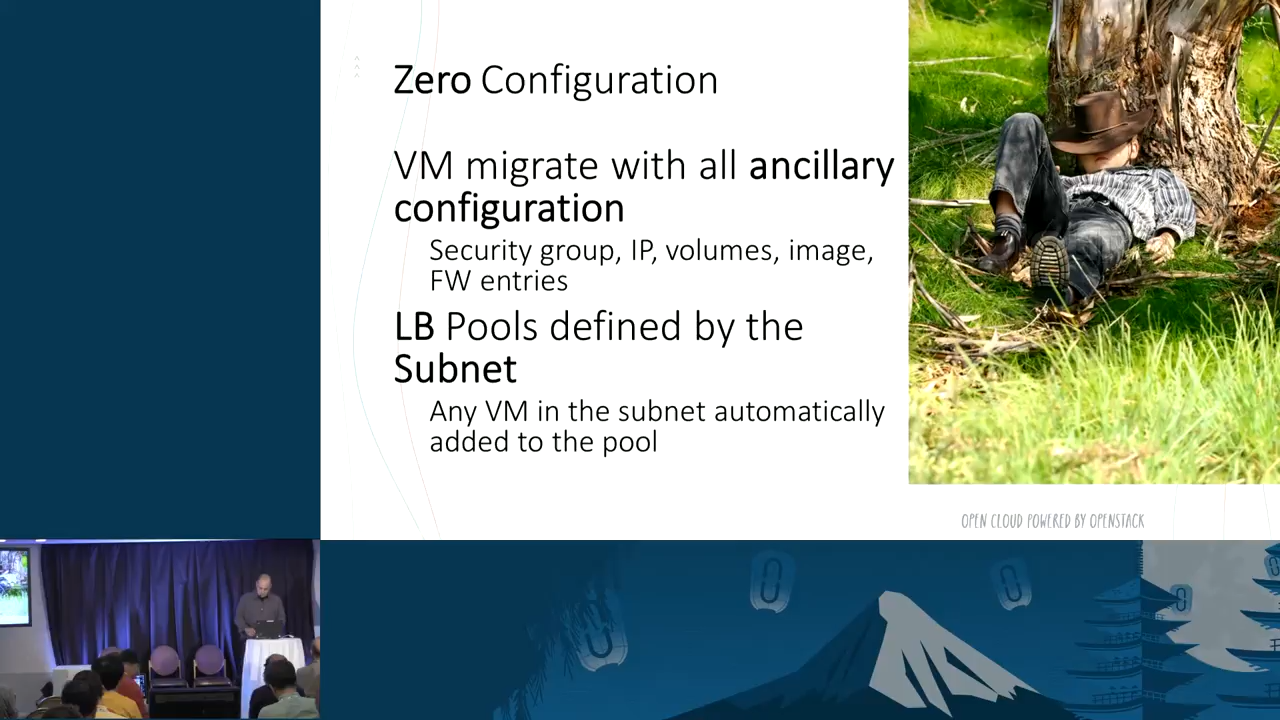 Zero Configuration
VM migrate with all ancillary
configuration
Security group, IP, volumes, image,
FW entries
LB Pools defined by the
Subnet
Any VM in the subnet automatically
added to the pool
OPEN CLOUD POWERED BY OPENSTACK